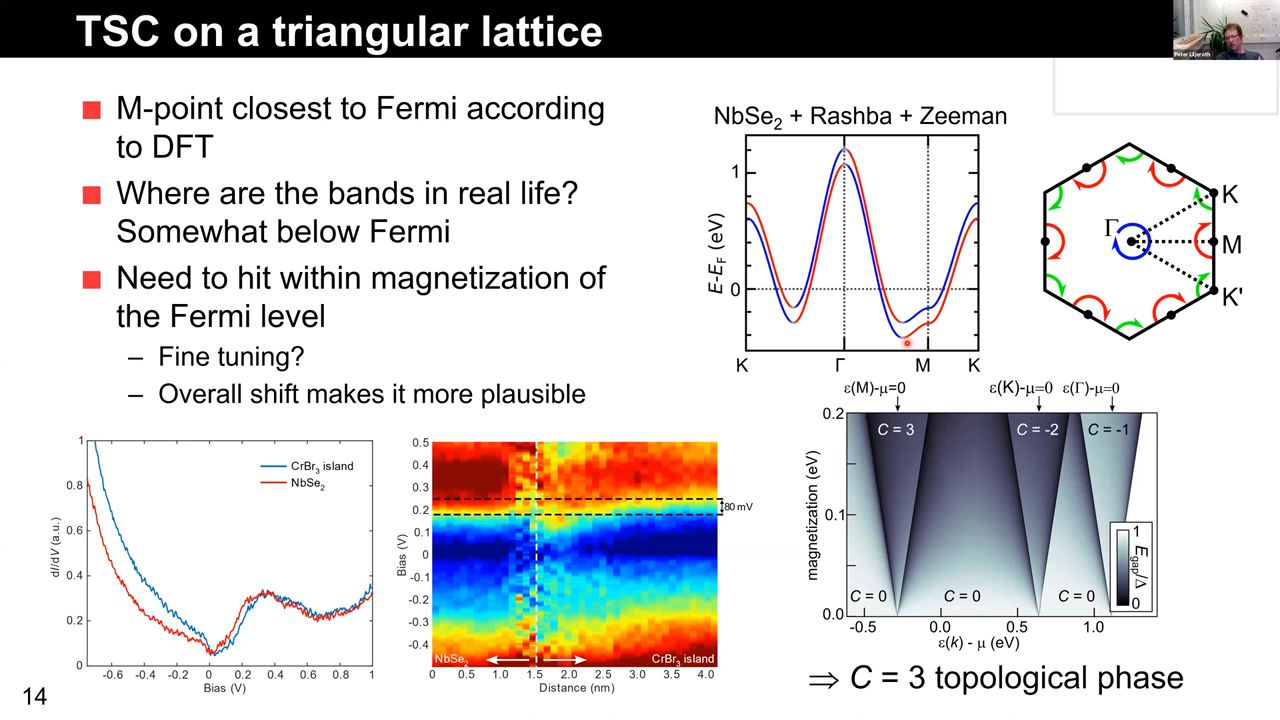 TSC on a triangular lattice
Peter Liljeroth
M-point closest to Fermi according
to DFT
Where are the bands in real life?
Somewhat below Fermi
Need to hit within magnetization of
the Fermi level
– Fine tuning?
– Overall shift makes it more plausible
NbSe₂ + Rashba + Zeeman
1
0
E-E_F (eV)
K Γ M K
Γ
K
M
K'
1
0.8
0.6
0.4
0.2
0
dI/dV (a.u.)
CrBr₃ island
NbSe₂
-0.6 -0.4 -0.2 0 0.2 0.4 0.6 0.8 1
Bias (V)
0.5
0.4
0.3
0.2
0.1
0
-0.1
-0.2
-0.3
-0.4
Bias (V)
80 mV
NbSe₂
CrBr₃ island
0 0.5 1.0 1.5 2.0 2.5 3.0 3.5 4.0
Distance (nm)
ε(M)-μ=0 ε(K)-μ=0 ε(Γ)-μ=0
0.2
0.1
0.0
magnetization (eV)
C = 3 C = -2 C = -1
C = 0 C = 0 C = 0
1
0
E_gap/Δ
-0.5 0.0 0.5 1.0
ε(k) - μ (eV)
⇒ C = 3 topological phase
14